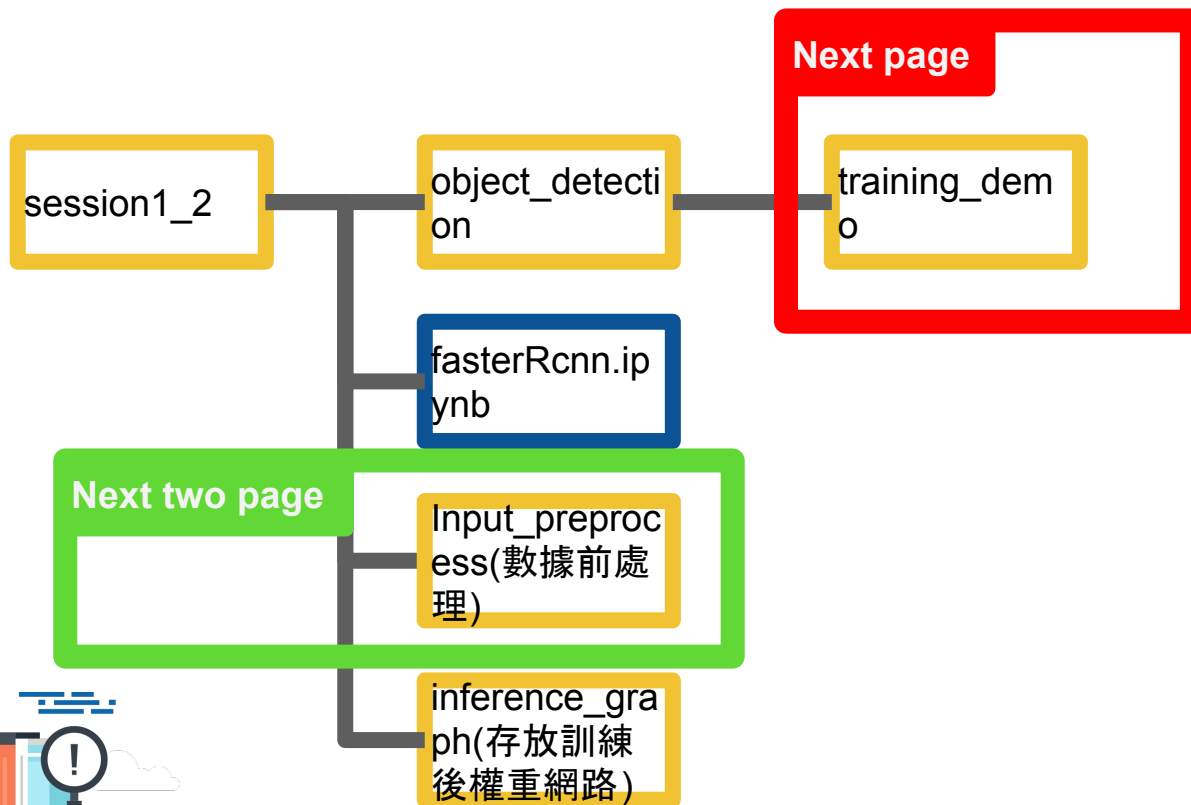 Next page
session1_2
object_detecti
on
training_dem
o
fasterRcnn.ip
ynb
Next two page
Input_preproc
ess(數據前處
理)
inference_gra
ph(存放訓練
後權重網路)
!